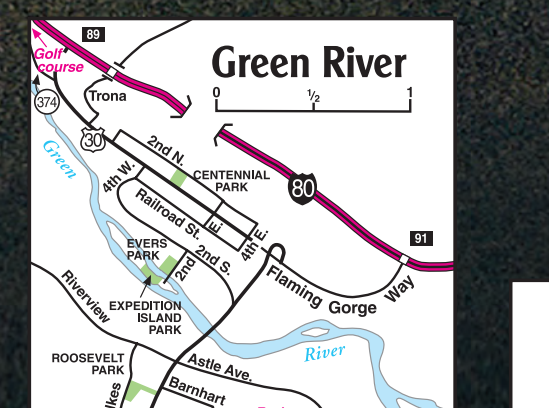 89
Golf
course
Green River
374
Trona
0 ½ 1
30
Green
2nd N.
4th W.
CENTENNIAL
PARK
80
Railroad St.
E.
4th E.
91
EVERS
PARK
2nd
2nd S.
Flaming Gorge Way
Riverview
EXPEDITION
ISLAND
PARK
River
ROOSEVELT
PARK
Astle Ave.
Barnhart